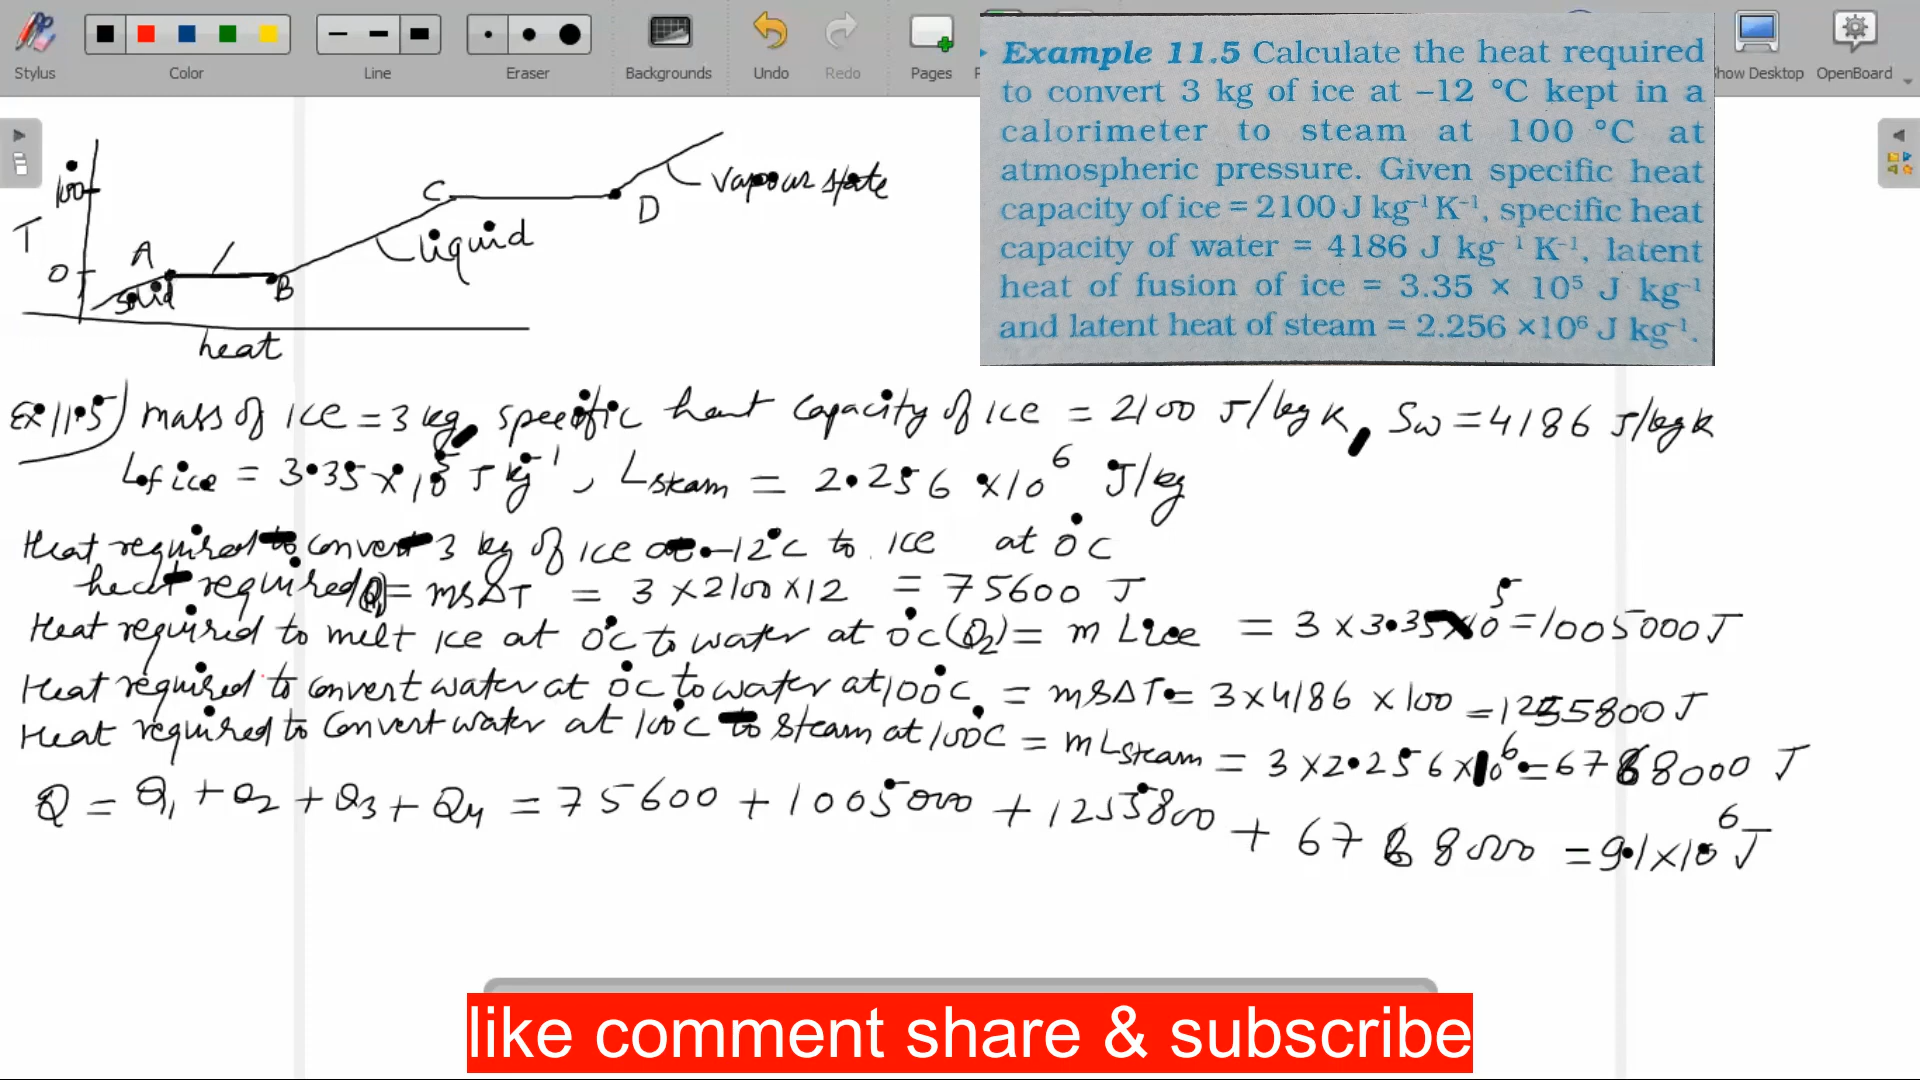 Stylus
Color
Line
Eraser
Backgrounds
Undo
Redo
Pages
Show Desktop
OpenBoard
Example 11.5 Calculate the heat required
to convert 3 kg of ice at –12 °C kept in a
calorimeter to steam at 100 °C at
atmospheric pressure. Given specific heat
capacity of ice = 2100 J kg⁻¹ K⁻¹, specific heat
capacity of water = 4186 J kg⁻¹ K⁻¹, latent
heat of fusion of ice = 3.35 × 10⁵ J kg⁻¹
and latent heat of steam = 2.256 ×10⁶ J kg⁻¹.
100
T
0
A
solid
B
C
liquid
D
vapour state
heat
Ex 11.5) mass of ice = 3 kg, specific heat capacity of ice = 2100 J/kg K, Sw = 4186 J/kg K
Lf ice = 3.35 × 10⁵ J kg⁻¹, Lsteam = 2.256 × 10⁶ J/kg
Heat required to convert 3 kg of ice at -12°C to ice at 0°C
heat required Q₁ = msΔT = 3 × 2100 × 12 = 75600 J
Heat required to melt ice at 0°C to water at 0°C (Q₂) = m Lice = 3 × 3.35 × 10⁵ = 1005000 J
Heat required to convert water at 0°C to water at 100°C = msΔT = 3 × 4186 × 100 = 1255800 J
Heat required to convert water at 100°C to steam at 100°C = m Lsteam = 3 × 2.256 × 10⁶ = 6768000 J
Q = Q₁ + Q₂ + Q₃ + Q₄ = 75600 + 1005000 + 1255800 + 6768000 = 9.1 × 10⁶ J
like comment share & subscribe